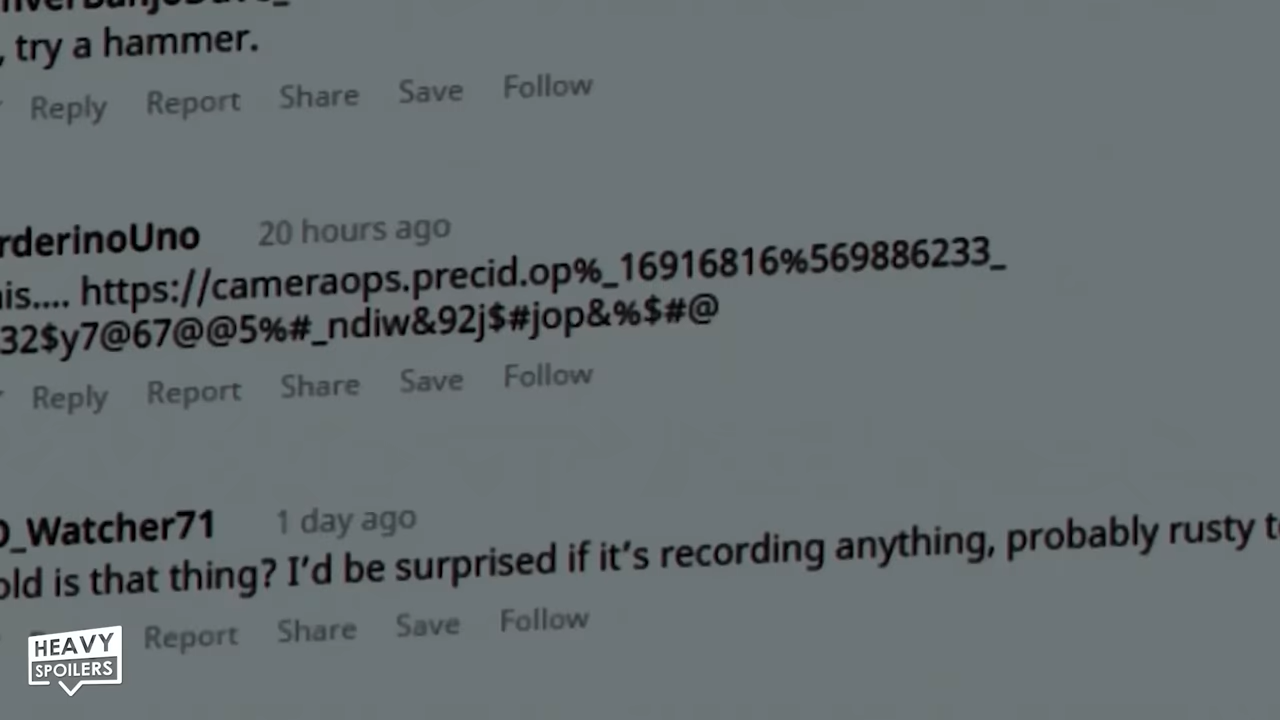 , try a hammer.
Reply Report Share Save Follow
rderinoUno 20 hours ago
is.... https://cameraops.precid.op%_16916816%569886233_
32$y7@67@@5%#_ndiw&92j$#jop&%$#@
Reply Report Share Save Follow
_Watcher71 1 day ago
old is that thing? I'd be surprised if it's recording anything, probably rusty
Report Share Save Follow
HEAVY
SPOILERS